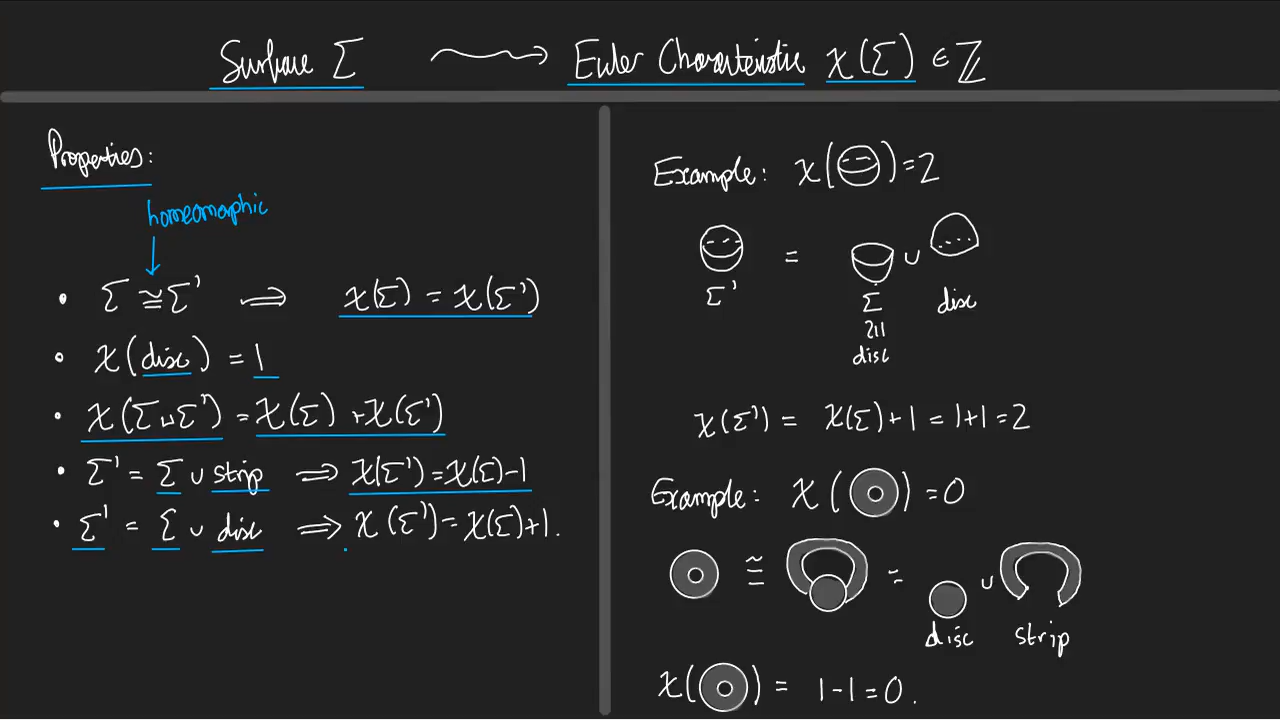 Surface Σ ⟶ Euler Characteristic χ(Σ) ∈ ℤ
Properties:
homeomorphic
• Σ ≅ Σ' ⟹ χ(Σ) = χ(Σ')
• χ(disc) = 1
• χ(Σ ⊔ Σ') = χ(Σ) + χ(Σ')
• Σ' = Σ ∪ strip ⟹ χ(Σ') = χ(Σ) - 1
• Σ' = Σ ∪ disc ⟹ χ(Σ') = χ(Σ) + 1.
Example: χ( ) = 2
= ∪
Σ' Σ disc
≅
disc
χ(Σ') = χ(Σ) + 1 = 1 + 1 = 2
Example: χ( ) = 0
≅ = ∪
disc strip
χ( ) = 1 - 1 = 0.